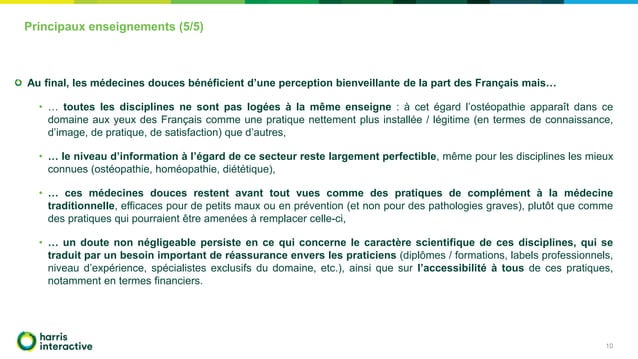 Principaux enseignements (5/5)
Au final, les médecines douces bénéficient d’une perception bienveillante de la part des Français mais…
• … toutes les disciplines ne sont pas logées à la même enseigne : à cet égard l’ostéopathie apparaît dans ce
domaine aux yeux des Français comme une pratique nettement plus installée / légitime (en termes de connaissance,
d’image, de pratique, de satisfaction) que d’autres,
• … le niveau d’information à l’égard de ce secteur reste largement perfectible, même pour les disciplines les mieux
connues (ostéopathie, homéopathie, diététique),
• … ces médecines douces restent avant tout vues comme des pratiques de complément à la médecine
traditionnelle, efficaces pour de petits maux ou en prévention (et non pour des pathologies graves), plutôt que comme
des pratiques qui pourraient être amenées à remplacer celle-ci,
• … un doute non négligeable persiste en ce qui concerne le caractère scientifique de ces disciplines, qui se
traduit par un besoin important de réassurance envers les praticiens (diplômes / formations, labels professionnels,
niveau d’expérience, spécialistes exclusifs du domaine, etc.), ainsi que sur l’accessibilité à tous de ces pratiques,
notamment en termes financiers.
harris
interactive
10